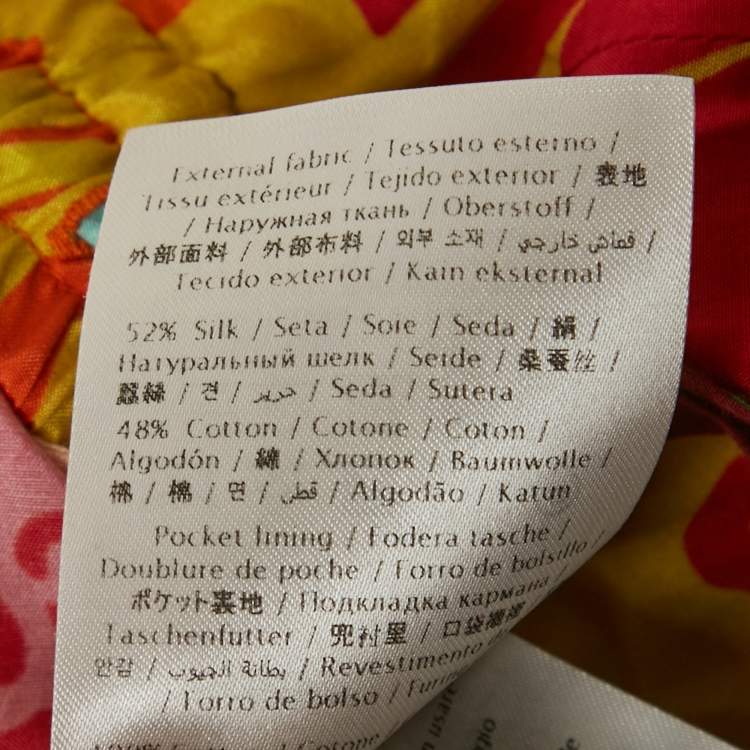 External fabric / Tessuto esterno /
Tissu extérieur / Tejido exterior / 表地
/ Наружная ткань / Oberstoff /
外部面料 / 外部布料 / 외부 소재 / قماش خارجي /
Tecido exterior / Kain eksternal
52% Silk / Seta / Soie / Seda / 絹 /
Натуральный шелк / Seide / 桑蚕丝 /
蠶絲 / 견 / حرير / Seda / Sutera
48% Cotton / Cotone / Coton /
Algodón / 綿 / Хлопок / Baumwolle /
棉 / 棉 / 면 / قطن / Algodão / Katun
Pocket lining / Fodera tasche /
Doublure de poche / Forro de bolsillo /
ポケット裏地 / Подкладка кармана /
Taschenfutter / 兜衬里 / 口袋襯裡
안감 / بطانة الجيوب / Revestimento
/ Forro de bolso /
100% Cotton / Cotone